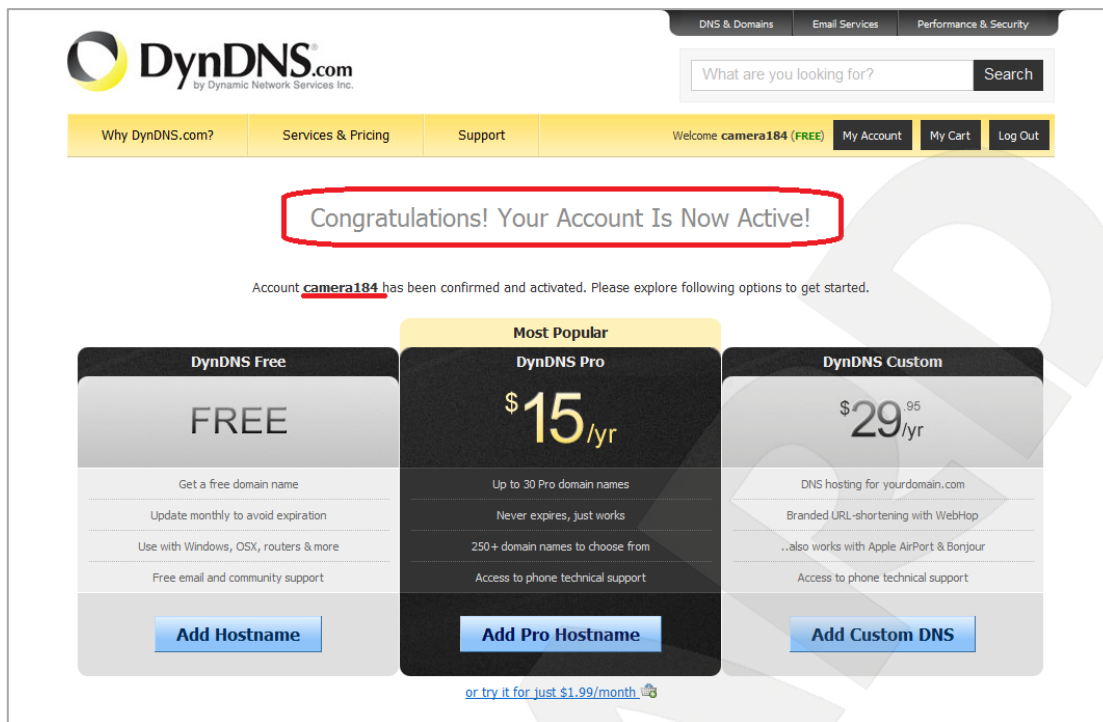 DNS & Domains Email Services Performance & Security
DynDNS.com
by Dynamic Network Services Inc.
What are you looking for? Search
Why DynDNS.com? Services & Pricing Support Welcome camera184 (FREE) My Account My Cart Log Out
Congratulations! Your Account Is Now Active!
Account camera184 has been confirmed and activated. Please explore following options to get started.
Most Popular
DynDNS Free DynDNS Pro DynDNS Custom
FREE $15/yr $29.95/yr
Get a free domain name Up to 30 Pro domain names DNS hosting for yourdomain.com
Update monthly to avoid expiration Never expires, just works Branded URL-shortening with WebHop
Use with Windows, OSX, routers & more 250+ domain names to choose from ..also works with Apple AirPort & Bonjour
Free email and community support Access to phone technical support Access to phone technical support
Add Hostname Add Pro Hostname Add Custom DNS
or try it for just $1.99/month